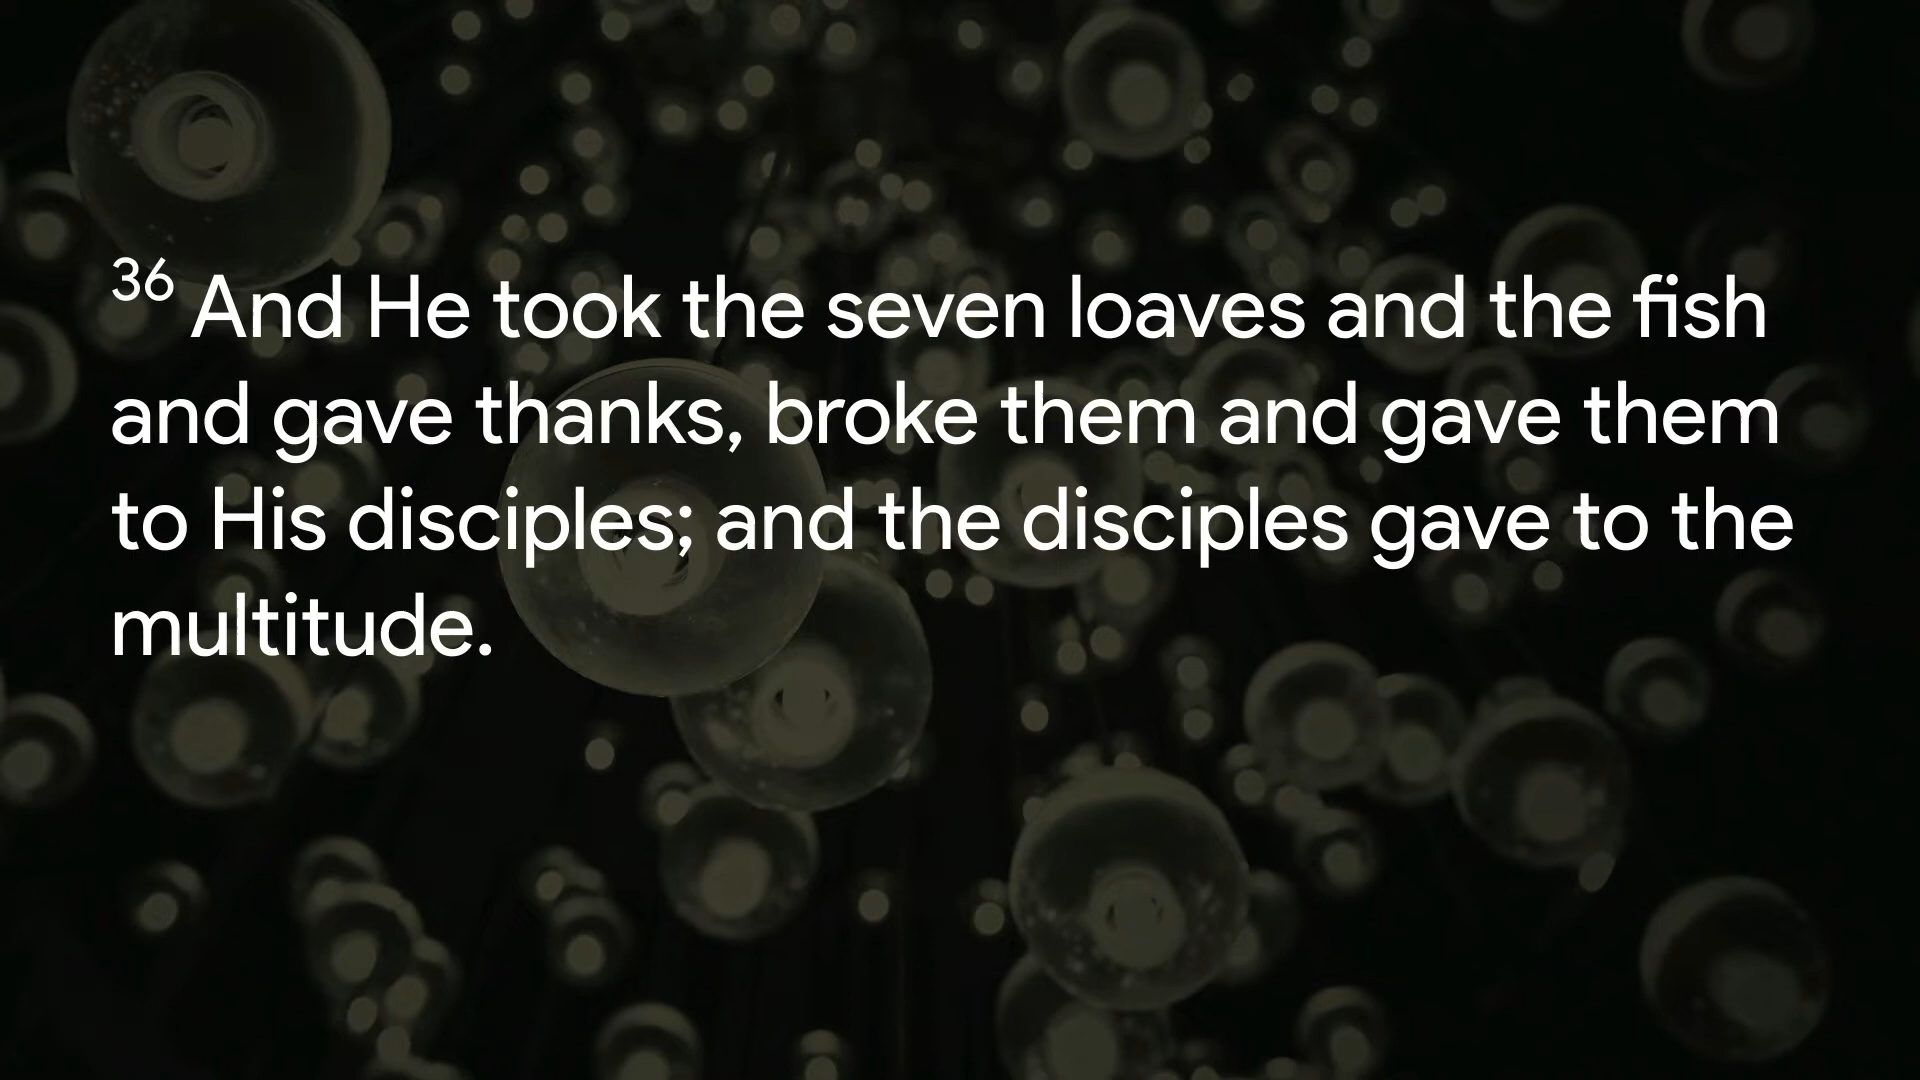 36 And He took the seven loaves and the fish
and gave thanks, broke them and gave them
to His disciples; and the disciples gave to the
multitude.